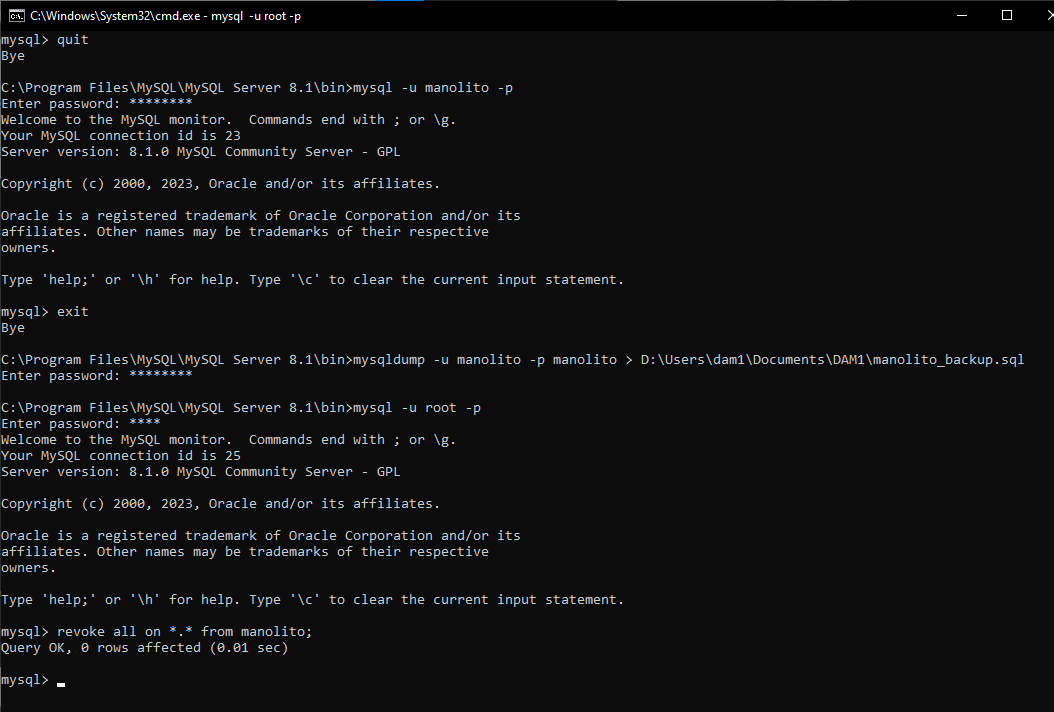 C:\Windows\System32\cmd.exe - mysql  -u root -p
mysql> quit
Bye
C:\Program Files\MySQL\MySQL Server 8.1\bin>mysql -u manolito -p
Enter password: ********
Welcome to the MySQL monitor.  Commands end with ; or \g.
Your MySQL connection id is 23
Server version: 8.1.0 MySQL Community Server - GPL
Copyright (c) 2000, 2023, Oracle and/or its affiliates.
Oracle is a registered trademark of Oracle Corporation and/or its
affiliates. Other names may be trademarks of their respective
owners.
Type 'help;' or '\h' for help. Type '\c' to clear the current input statement.
mysql> exit
Bye
C:\Program Files\MySQL\MySQL Server 8.1\bin>mysqldump -u manolito -p manolito > D:\Users\dam1\Documents\DAM1\manolito_backup.sql
Enter password: ********
C:\Program Files\MySQL\MySQL Server 8.1\bin>mysql -u root -p
Enter password: ****
Welcome to the MySQL monitor.  Commands end with ; or \g.
Your MySQL connection id is 25
Server version: 8.1.0 MySQL Community Server - GPL
Copyright (c) 2000, 2023, Oracle and/or its affiliates.
Oracle is a registered trademark of Oracle Corporation and/or its
affiliates. Other names may be trademarks of their respective
owners.
Type 'help;' or '\h' for help. Type '\c' to clear the current input statement.
mysql> revoke all on *.* from manolito;
Query OK, 0 rows affected (0.01 sec)
mysql>